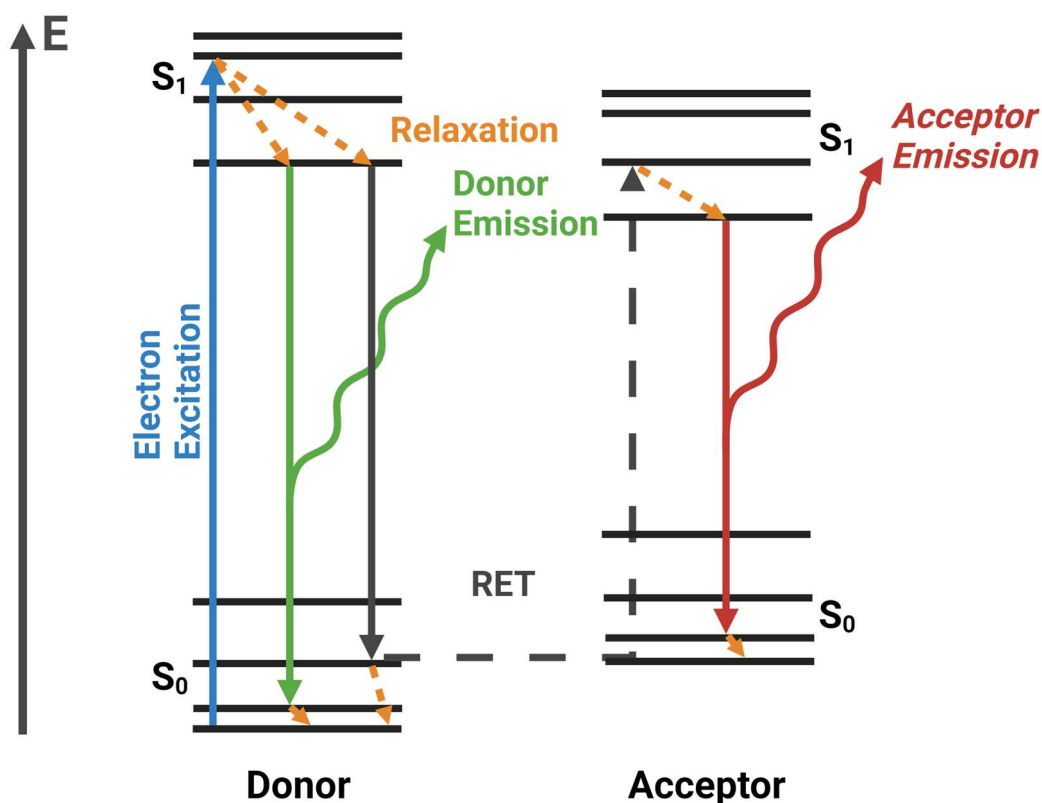 E
S₁
Relaxation
Donor
Emission
Electron
Excitation
S₁
Acceptor
Emission
RET
S₀
S₀
Donor
Acceptor